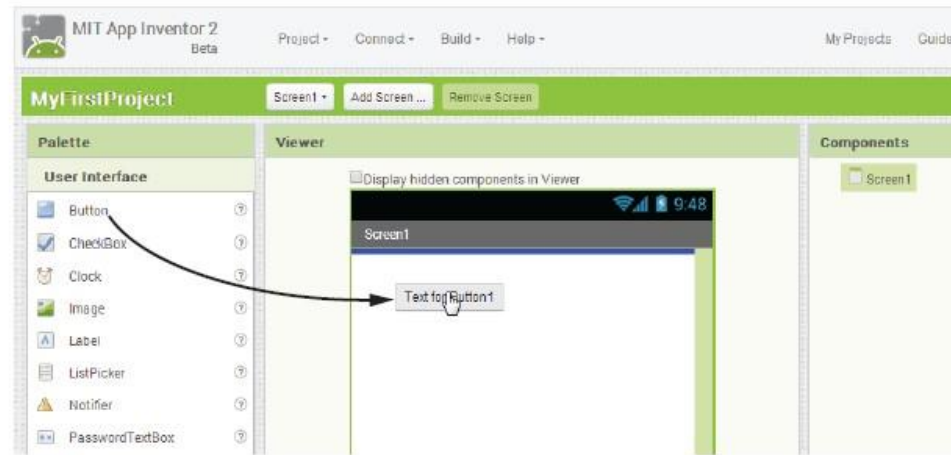 MIT App Inventor 2
Beta
Project Connect Build Help
My Projects Guide
MyFirstProject
Screen1 Add Screen ... Remove Screen
Palette
Viewer
Components
User Interface
Display hidden components in Viewer
Screen1
9:48
Button
Screen1
CheckBox
Clock
Text for Button1
Image
Label
ListPicker
Notifier
PasswordTextBox